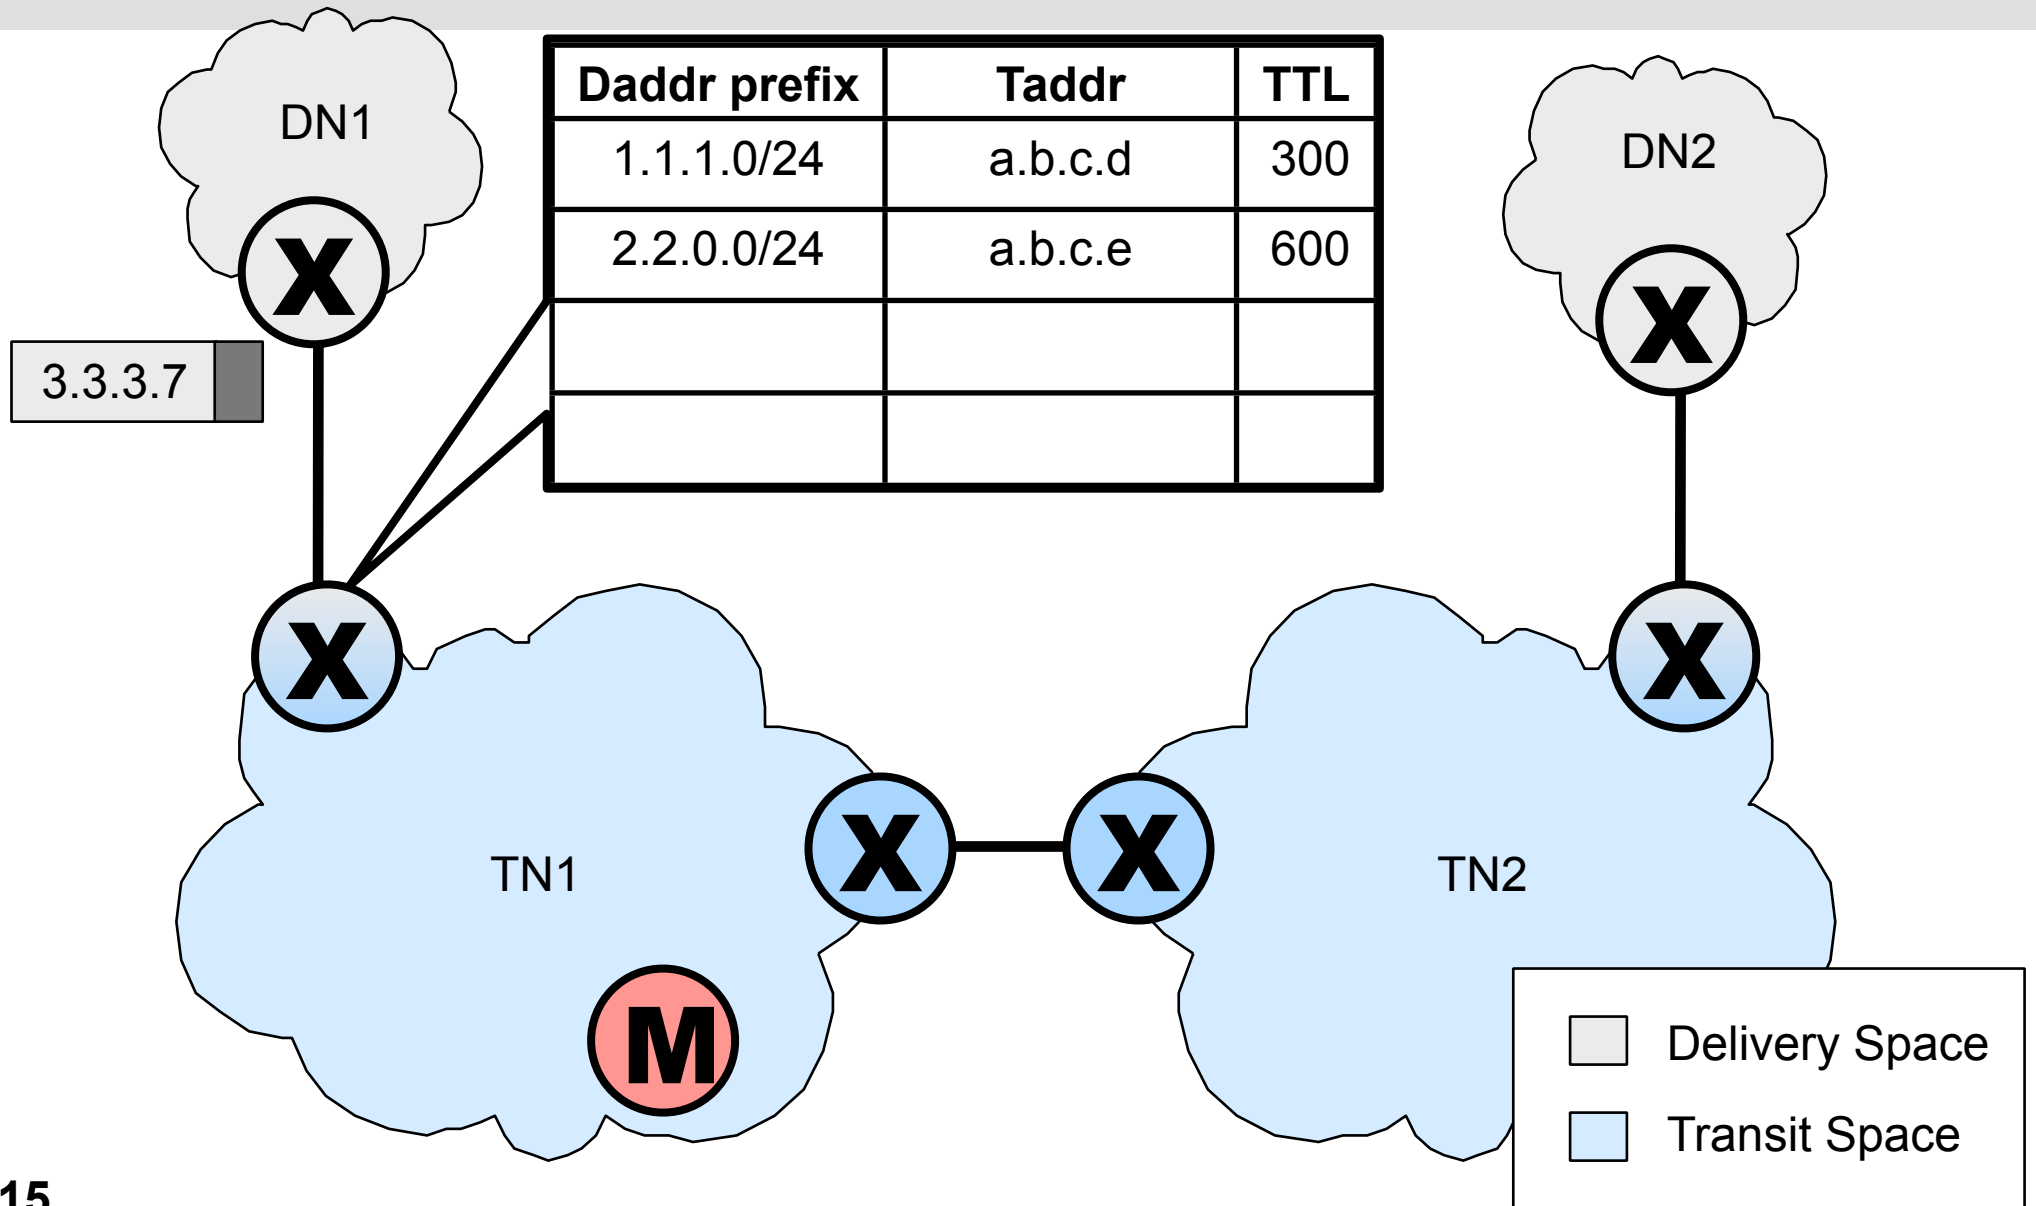 DN1
Daddr prefix Taddr TTL
1.1.1.0/24 a.b.c.d 300
2.2.0.0/24 a.b.c.e 600
DN2
X
X
3.3.3.7
X
X
TN1
X
X
TN2
M
Delivery Space
Transit Space
15